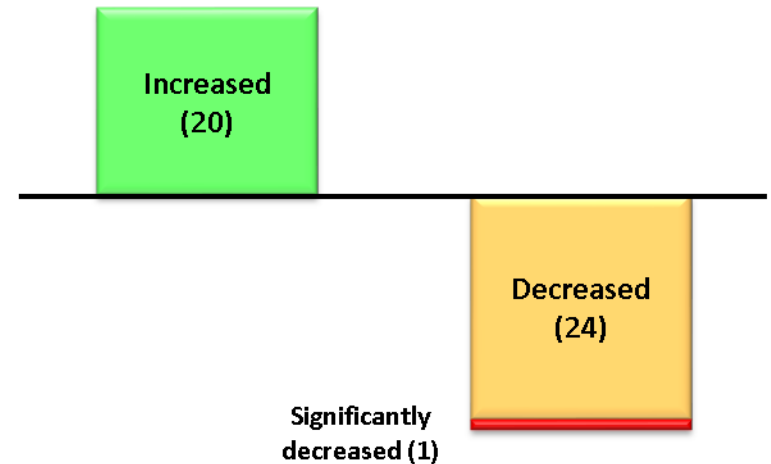 Increased
(20)
Decreased
(24)
Significantly
decreased (1)